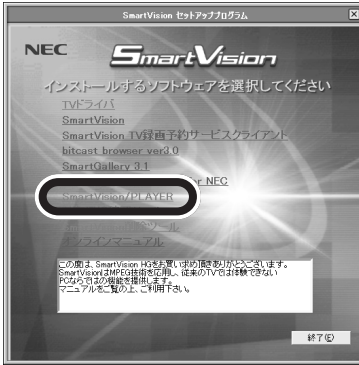 SmartVision セットアッププログラム
NEC
SmartVision
インストールするソフトウェアを選択してください
TVドライバ
SmartVision
SmartVision TV録画予約サービスクライアント
bitcast browser ver3.0
SmartGallery 3.1
for NEC
SmartVision/PLAYER
ツール
オンラインマニュアル
この度は、SmartVision HGをお買い求め頂きありがとうございます。
SmartVisionはMPEG技術を応用し、従来のTVでは体験できない
PCならではの機能を提供します。
マニュアルをご覧の上、ご利用下さい。
終了(E)